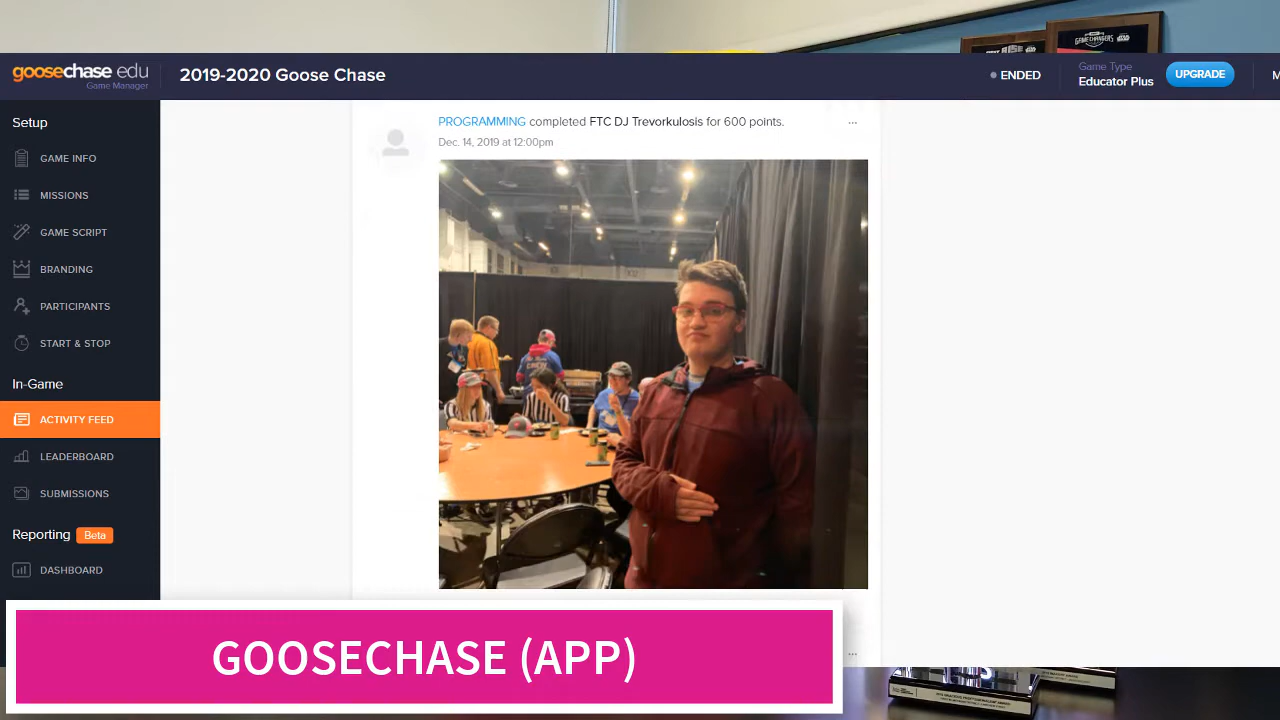 goosechase edu
Game Manager
2019-2020 Goose Chase
ENDED
Game Type
Educator Plus
UPGRADE
M
Setup
GAME INFO
MISSIONS
GAME SCRIPT
BRANDING
PARTICIPANTS
START & STOP
In-Game
ACTIVITY FEED
LEADERBOARD
SUBMISSIONS
Reporting Beta
DASHBOARD
PROGRAMMING completed FTC DJ Trevorkulosis for 600 points.
...
Dec. 14, 2019 at 12:00pm
...
GOOSECHASE (APP)